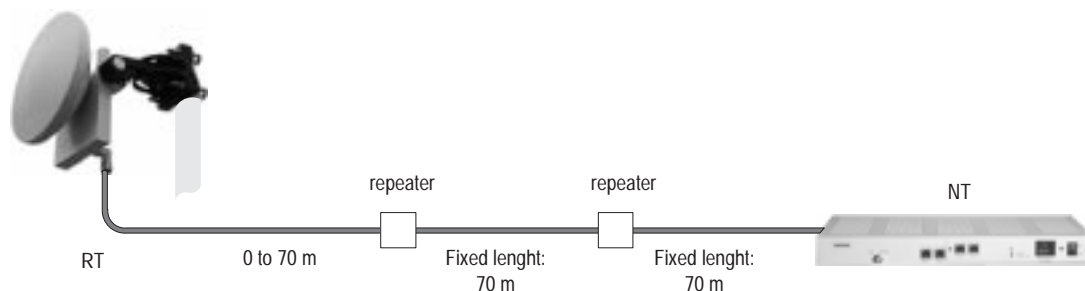 repeater
repeater
NT
RT
0 to 70 m
Fixed lenght:
70 m
Fixed lenght:
70 m